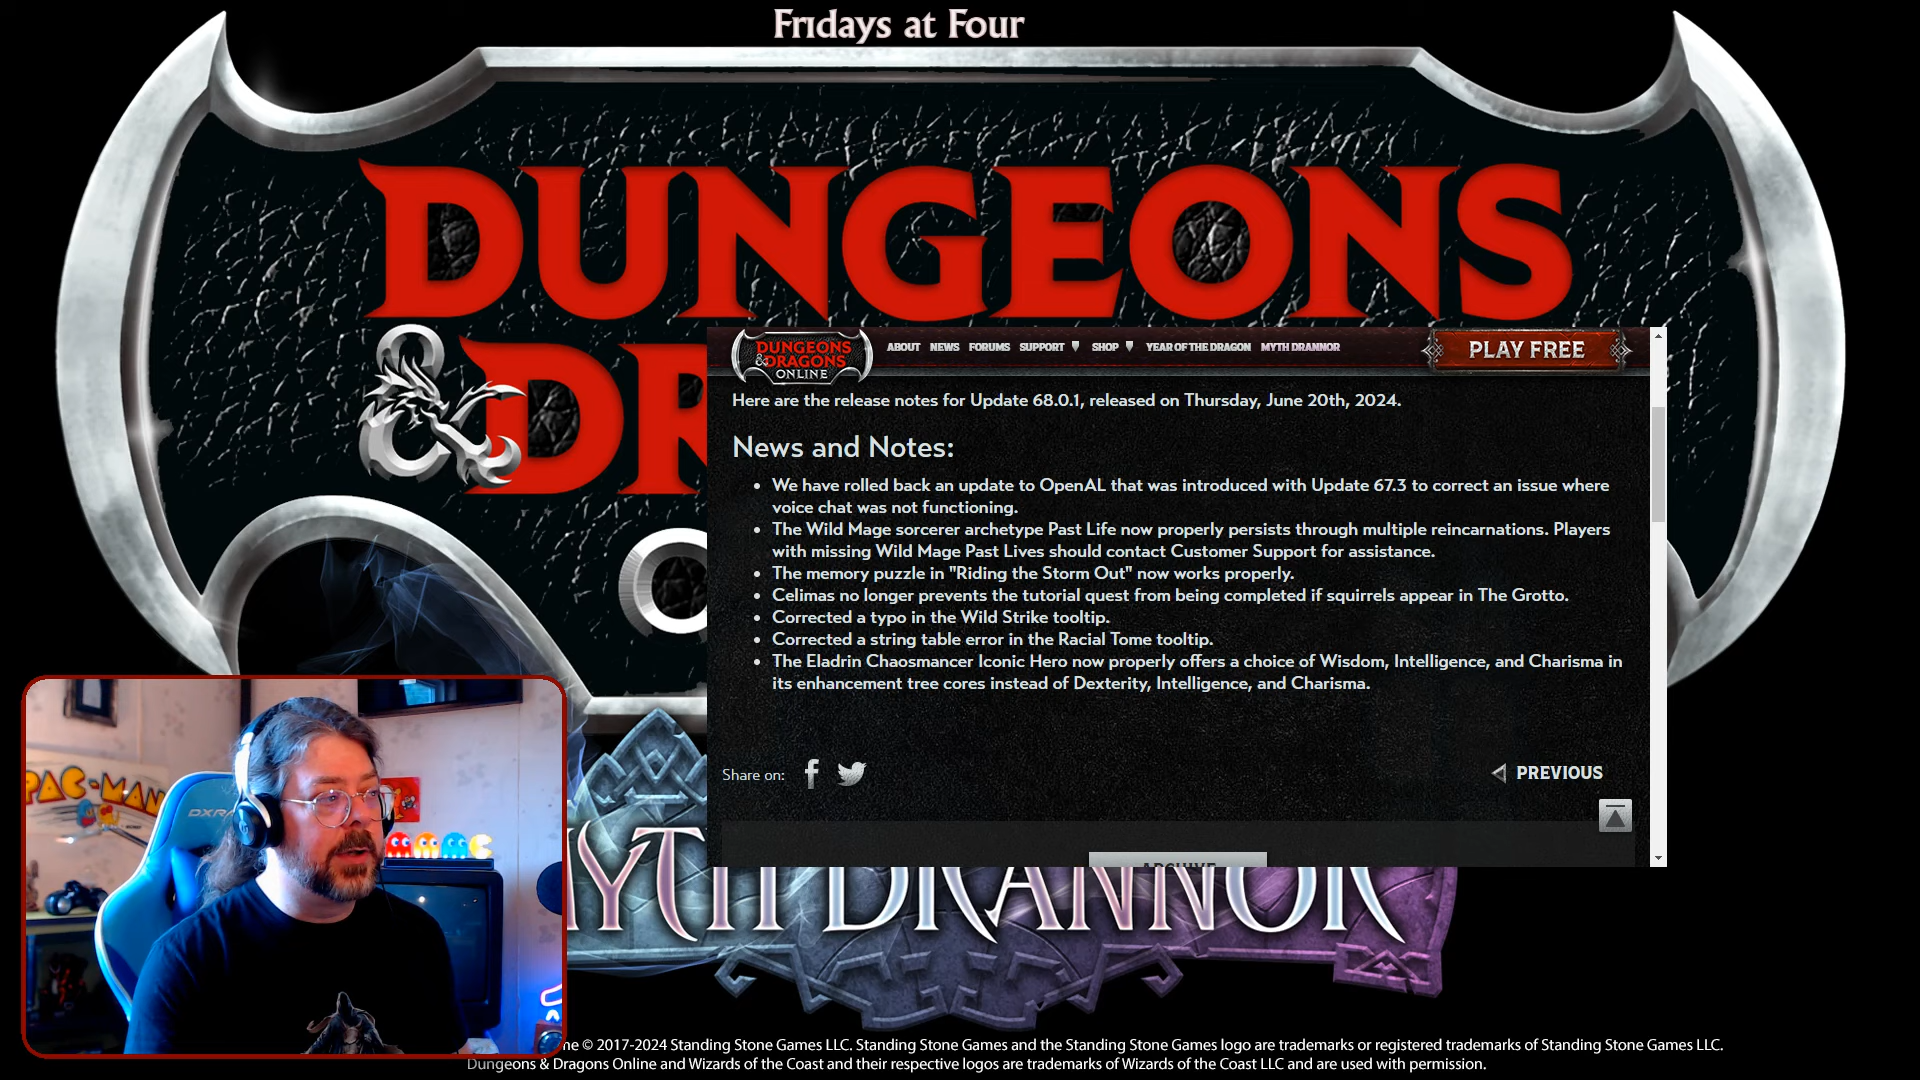 Fridays at Four
DUNGEONS
& DR
DUNGEONS
& DRAGONS
ONLINE
ABOUT NEWS FORUMS SUPPORT SHOP YEAR OF THE DRAGON MYTH DRANNOR
PLAY FREE
Here are the release notes for Update 68.0.1, released on Thursday, June 20th, 2024.
News and Notes:
• We have rolled back an update to OpenAL that was introduced with Update 67.3 to correct an issue where
voice chat was not functioning.
• The Wild Mage sorcerer archetype Past Life now properly persists through multiple reincarnations. Players
with missing Wild Mage Past Lives should contact Customer Support for assistance.
• The memory puzzle in "Riding the Storm Out" now works properly.
• Celimas no longer prevents the tutorial quest from being completed if squirrels appear in The Grotto.
• Corrected a typo in the Wild Strike tooltip.
• Corrected a string table error in the Racial Tome tooltip.
• The Eladrin Chaosmancer Iconic Hero now properly offers a choice of Wisdom, Intelligence, and Charisma in
its enhancement tree cores instead of Dexterity, Intelligence, and Charisma.
O
Share on:
PREVIOUS
ARCHIVE
PAC-MAN
DXRA
MYTH DRANNOR
ne © 2017-2024 Standing Stone Games LLC. Standing Stone Games and the Standing Stone Games logo are trademarks or registered trademarks of Standing Stone Games LLC.
Dungeons & Dragons Online and Wizards of the Coast and their respective logos are trademarks of Wizards of the Coast LLC and are used with permission.